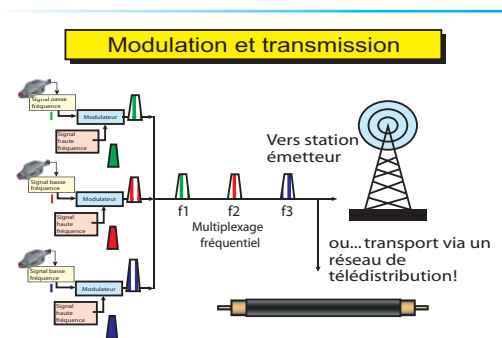 Modulation et transmission
Signal basse
fréquence
Modulateur
Signal
haute
fréquence
Signal basse
fréquence
Modulateur
Signal
haute
fréquence
Signal basse
fréquence
Modulateur
Signal
haute
fréquence
f1 f2 f3
Multiplexage
fréquentiel
Vers station
émetteur
ou... transport via un
réseau de
télédistribution!